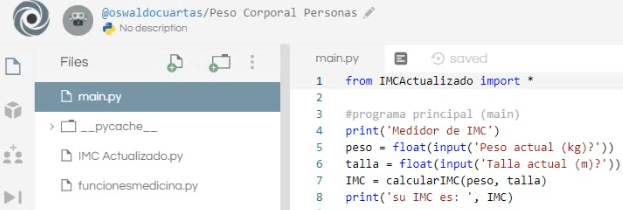 @oswaldocuartas/Peso Corporal Personas
No description
Files
main.py
__pycache__
IMC Actualizado.py
funcionesmedicina.py
main.py saved
1 from IMCActualizado import *
2
3 #programa principal (main)
4 print('Medidor de IMC')
5 peso = float(input('Peso actual (kg)?'))
6 talla = float(input('Talla actual (m)?'))
7 IMC = calcularIMC(peso, talla)
8 print('su IMC es: ', IMC)